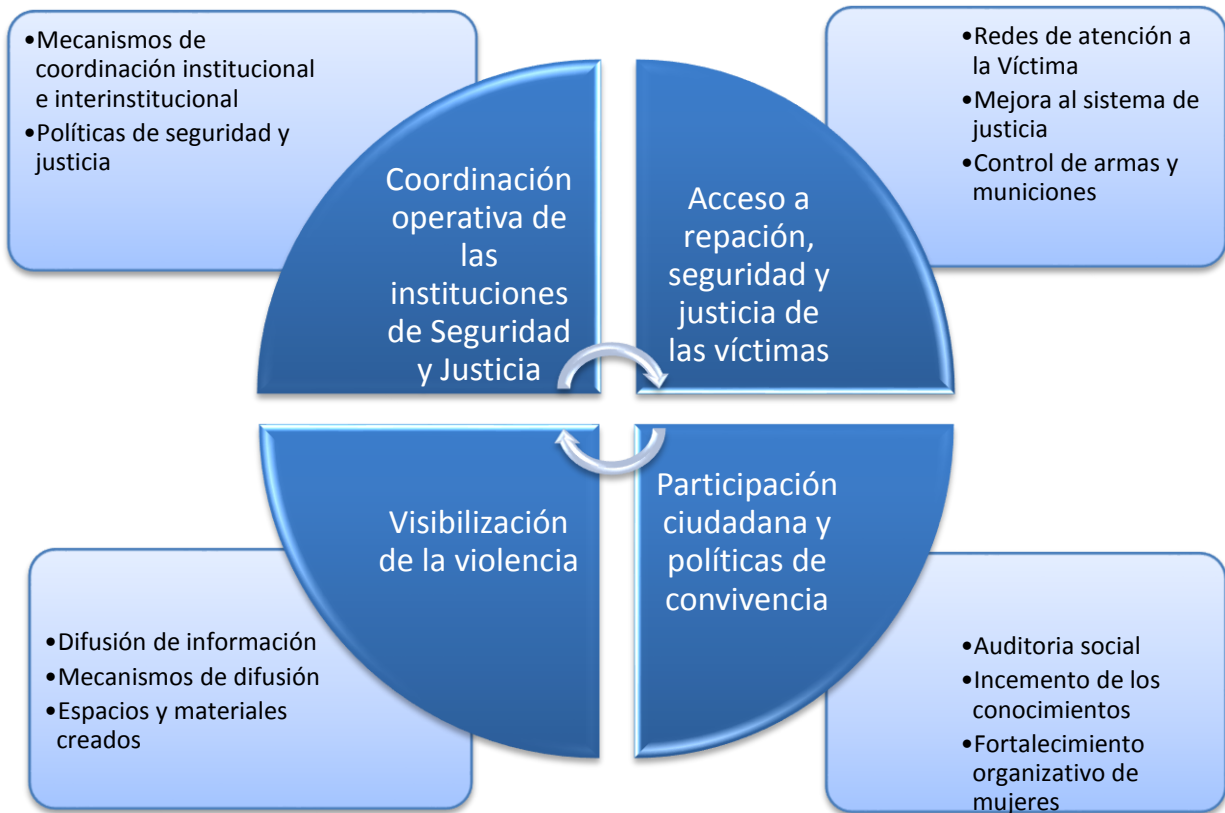 •Mecanismos de
coordinación institucional
e interinstitucional
•Políticas de seguridad y
justicia
•Redes de atención a
la Víctima
•Mejora al sistema de
justicia
•Control de armas y
municiones
Coordinación
operativa de
las
instituciones
de Seguridad
y Justicia
Acceso a
repación,
seguridad y
justicia de
las víctimas
Visibilización
de la violencia
Participación
ciudadana y
políticas de
convivencia
•Difusión de información
•Mecanismos de difusión
•Espacios y materiales
creados
•Auditoria social
•Incemento de los
conocimientos
•Fortalecimiento
organizativo de
mujeres